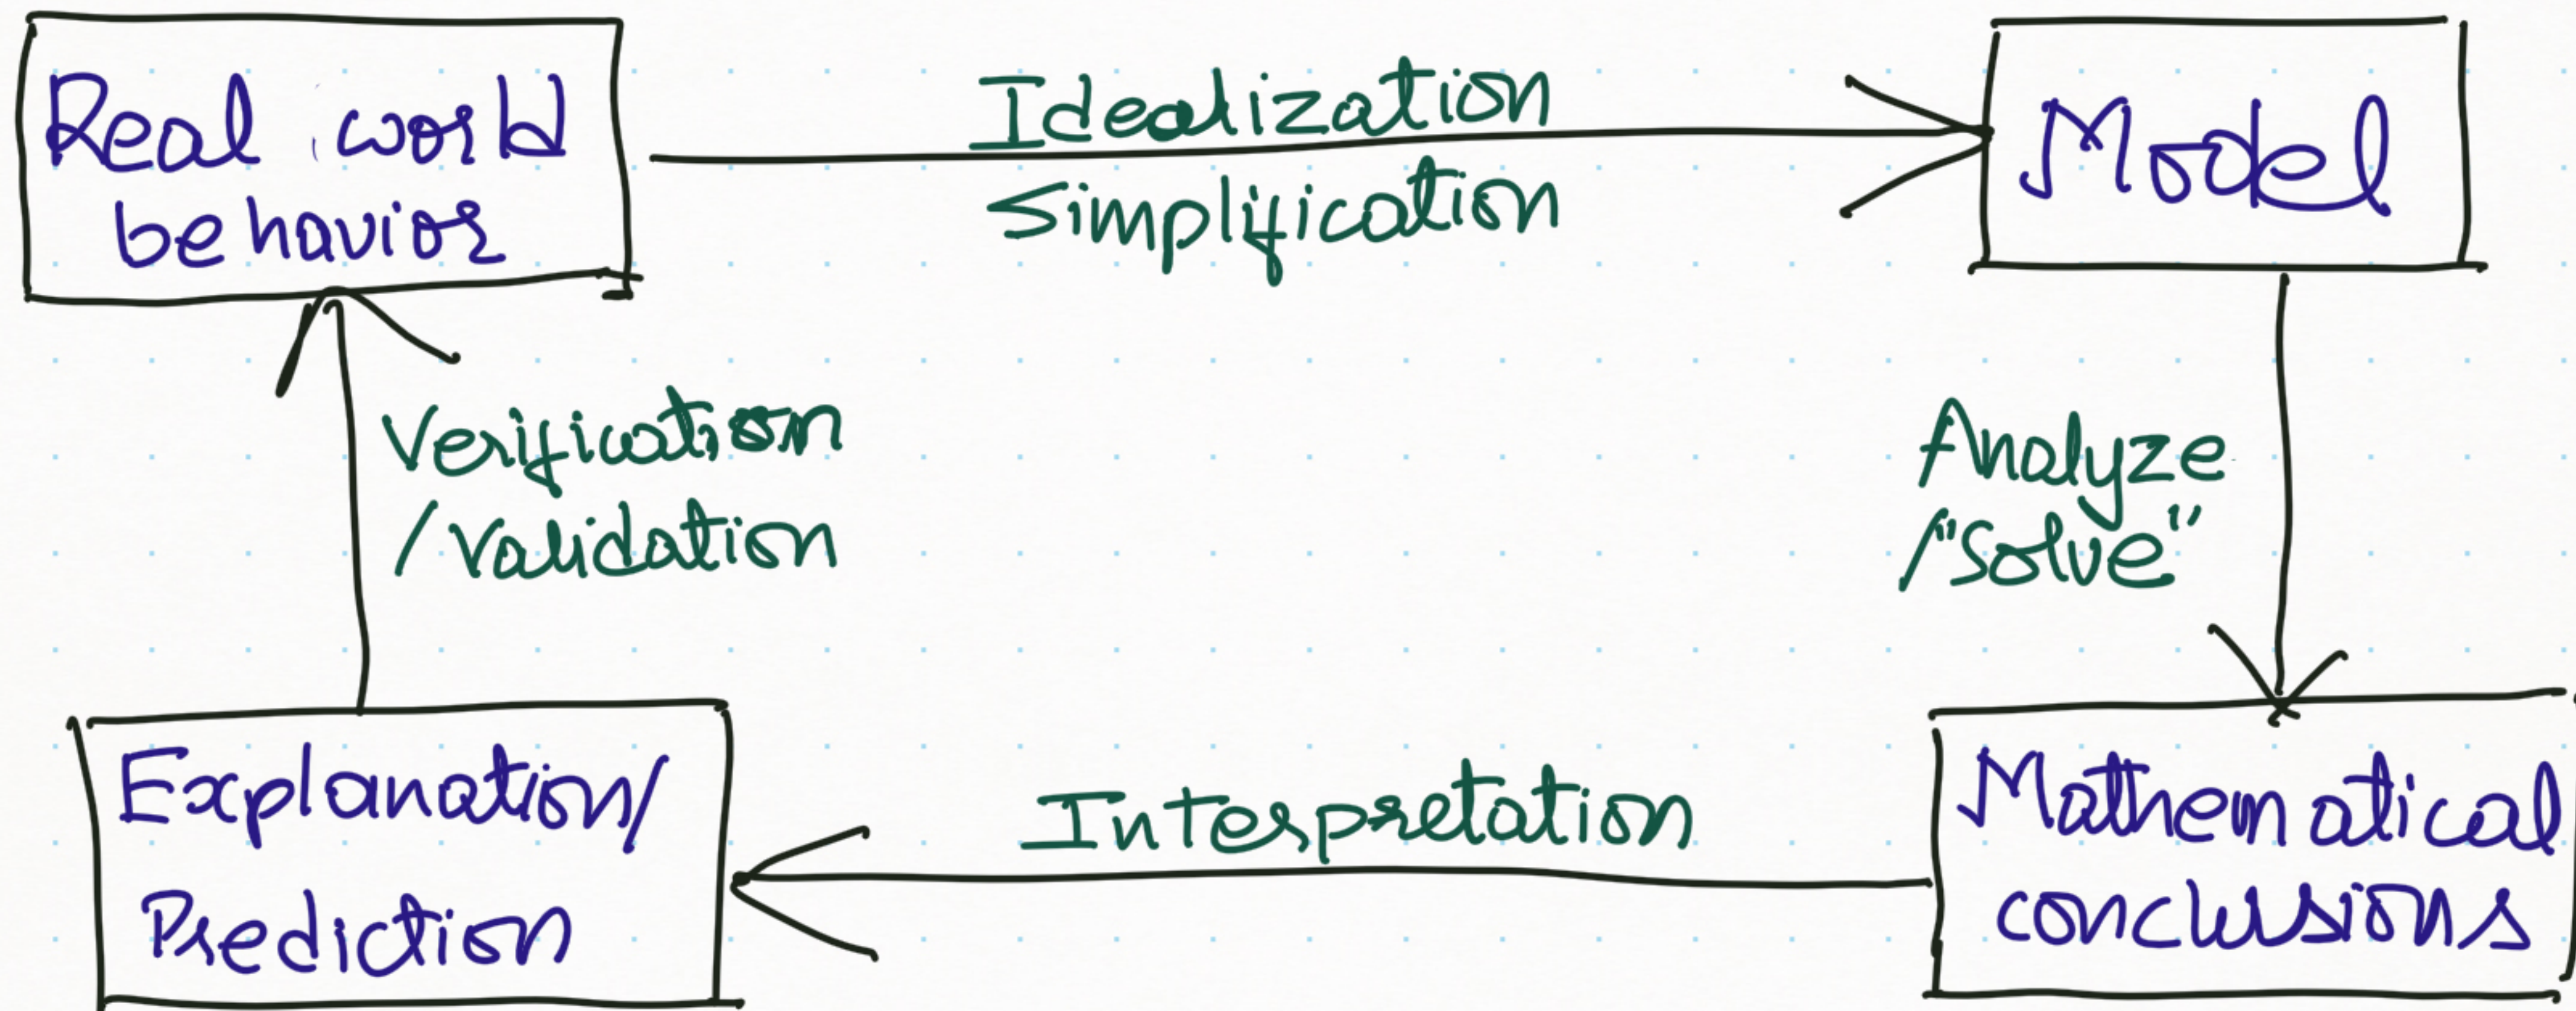 Real world
behavior
Idealization
Simplification
Model
Verification
/ Validation
Analyze
/"Solve"
Explanation/
Prediction
Interpretation
Mathematical
conclusions